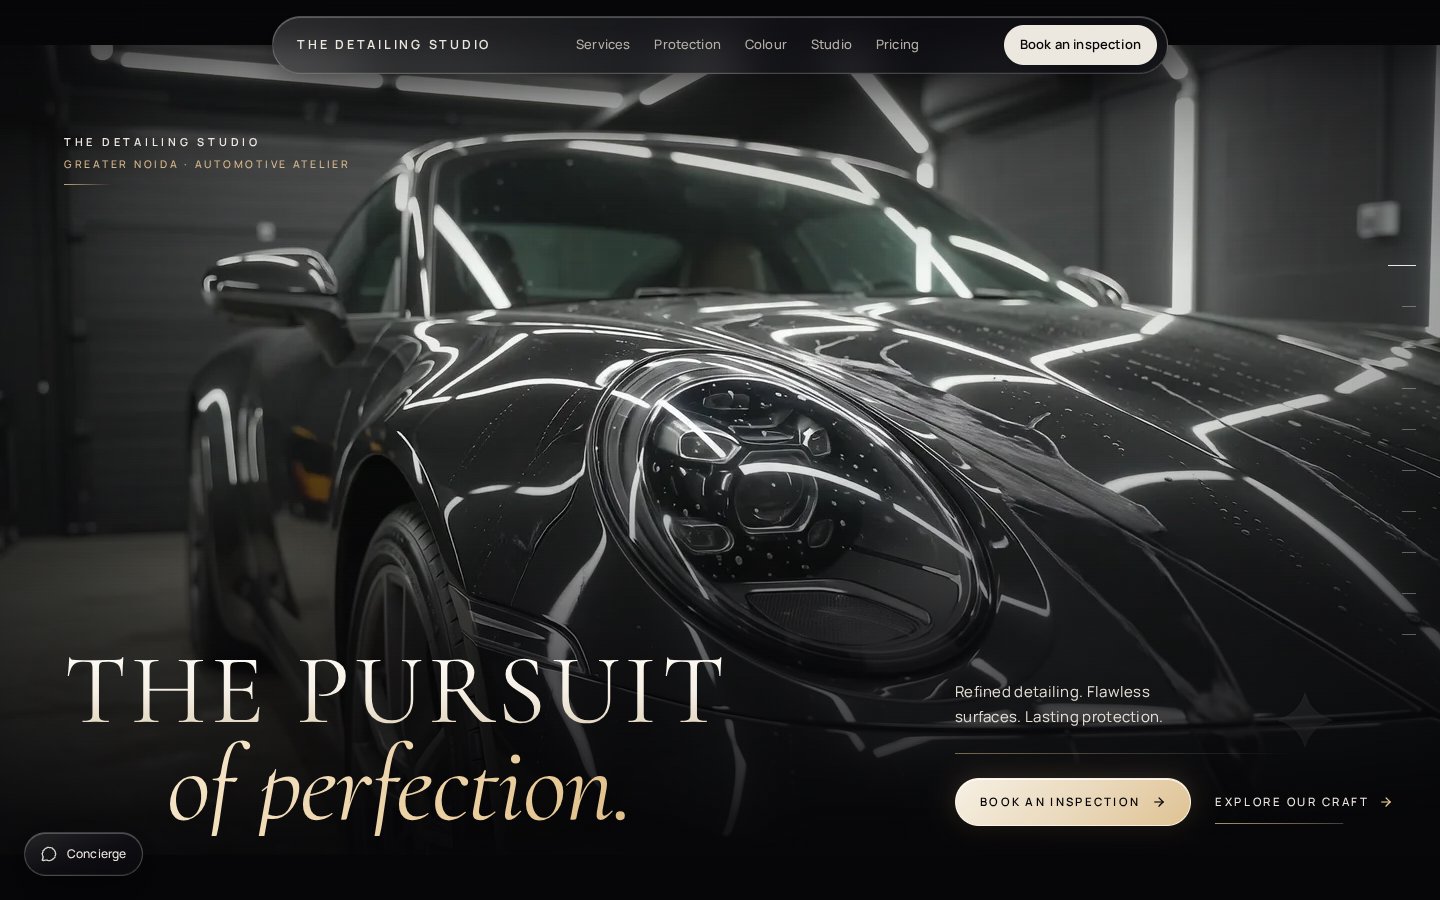 THE DETAILING STUDIO
Services
Protection
Colour
Studio
Pricing
Book an inspection
THE DETAILING STUDIO
GREATER NOIDA · AUTOMOTIVE ATELIER
THE PURSUIT
of perfection.
Refined detailing. Flawless
surfaces. Lasting protection.
BOOK AN INSPECTION →
EXPLORE OUR CRAFT →
Concierge